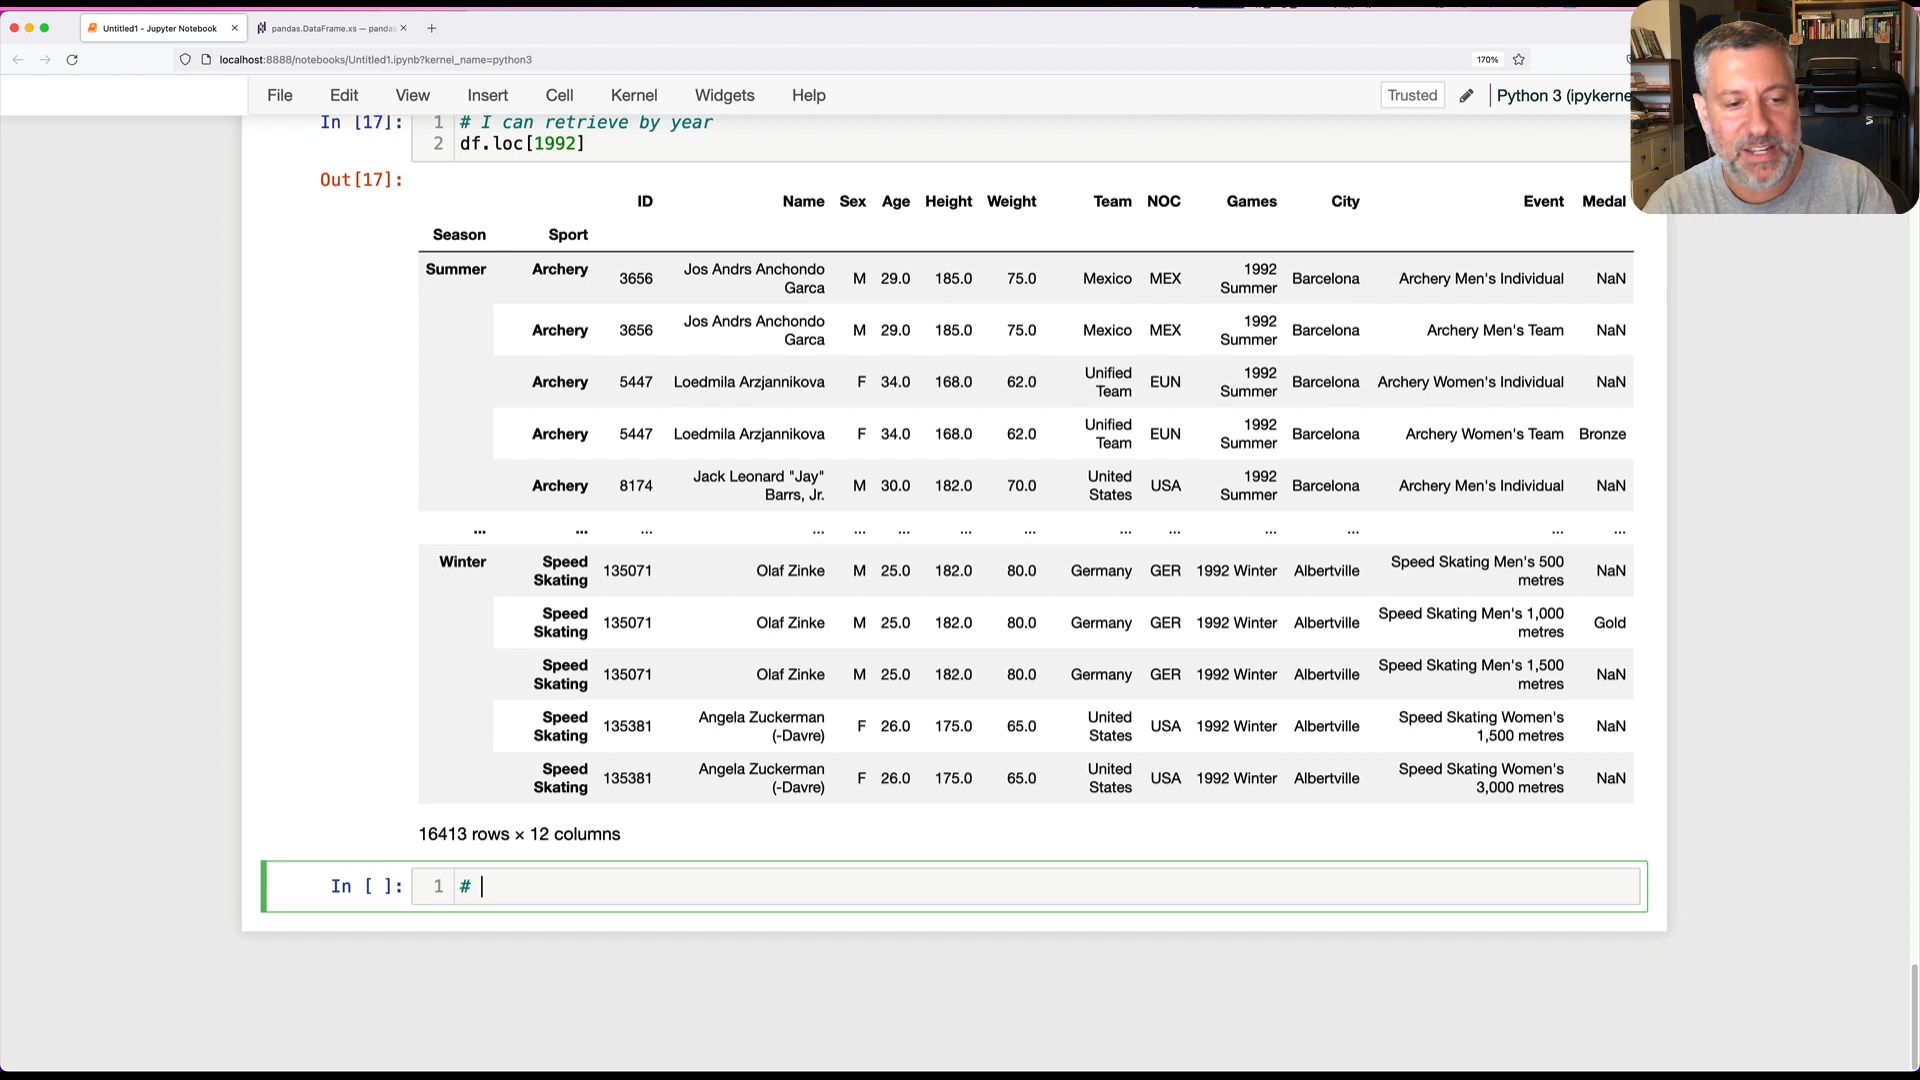 Untitled1 - Jupyter Notebook
pandas.DataFrame.xs — pandas
localhost:8888/notebooks/Untitled1.ipynb?kernel_name=python3
170%
File Edit View Insert Cell Kernel Widgets Help
Trusted
Python 3 (ipykerne
In [17]:
1 # I can retrieve by year
2 df.loc[1992]
Out[17]:
ID Name Sex Age Height Weight Team NOC Games City Event Medal
Season Sport
Summer Archery 3656 Jos Andrs Anchondo Garca M 29.0 185.0 75.0 Mexico MEX 1992 Summer Barcelona Archery Men's Individual NaN
Archery 3656 Jos Andrs Anchondo Garca M 29.0 185.0 75.0 Mexico MEX 1992 Summer Barcelona Archery Men's Team NaN
Archery 5447 Loedmila Arzjannikova F 34.0 168.0 62.0 Unified Team EUN 1992 Summer Barcelona Archery Women's Individual NaN
Archery 5447 Loedmila Arzjannikova F 34.0 168.0 62.0 Unified Team EUN 1992 Summer Barcelona Archery Women's Team Bronze
Archery 8174 Jack Leonard "Jay" Barrs, Jr. M 30.0 182.0 70.0 United States USA 1992 Summer Barcelona Archery Men's Individual NaN
... ... ... ... ... ... ... ... ... ... ... ... ... ...
Winter Speed Skating 135071 Olaf Zinke M 25.0 182.0 80.0 Germany GER 1992 Winter Albertville Speed Skating Men's 500 metres NaN
Speed Skating 135071 Olaf Zinke M 25.0 182.0 80.0 Germany GER 1992 Winter Albertville Speed Skating Men's 1,000 metres Gold
Speed Skating 135071 Olaf Zinke M 25.0 182.0 80.0 Germany GER 1992 Winter Albertville Speed Skating Men's 1,500 metres NaN
Speed Skating 135381 Angela Zuckerman (-Davre) F 26.0 175.0 65.0 United States USA 1992 Winter Albertville Speed Skating Women's 1,500 metres NaN
Speed Skating 135381 Angela Zuckerman (-Davre) F 26.0 175.0 65.0 United States USA 1992 Winter Albertville Speed Skating Women's 3,000 metres NaN
16413 rows × 12 columns
In [ ]:
1 #